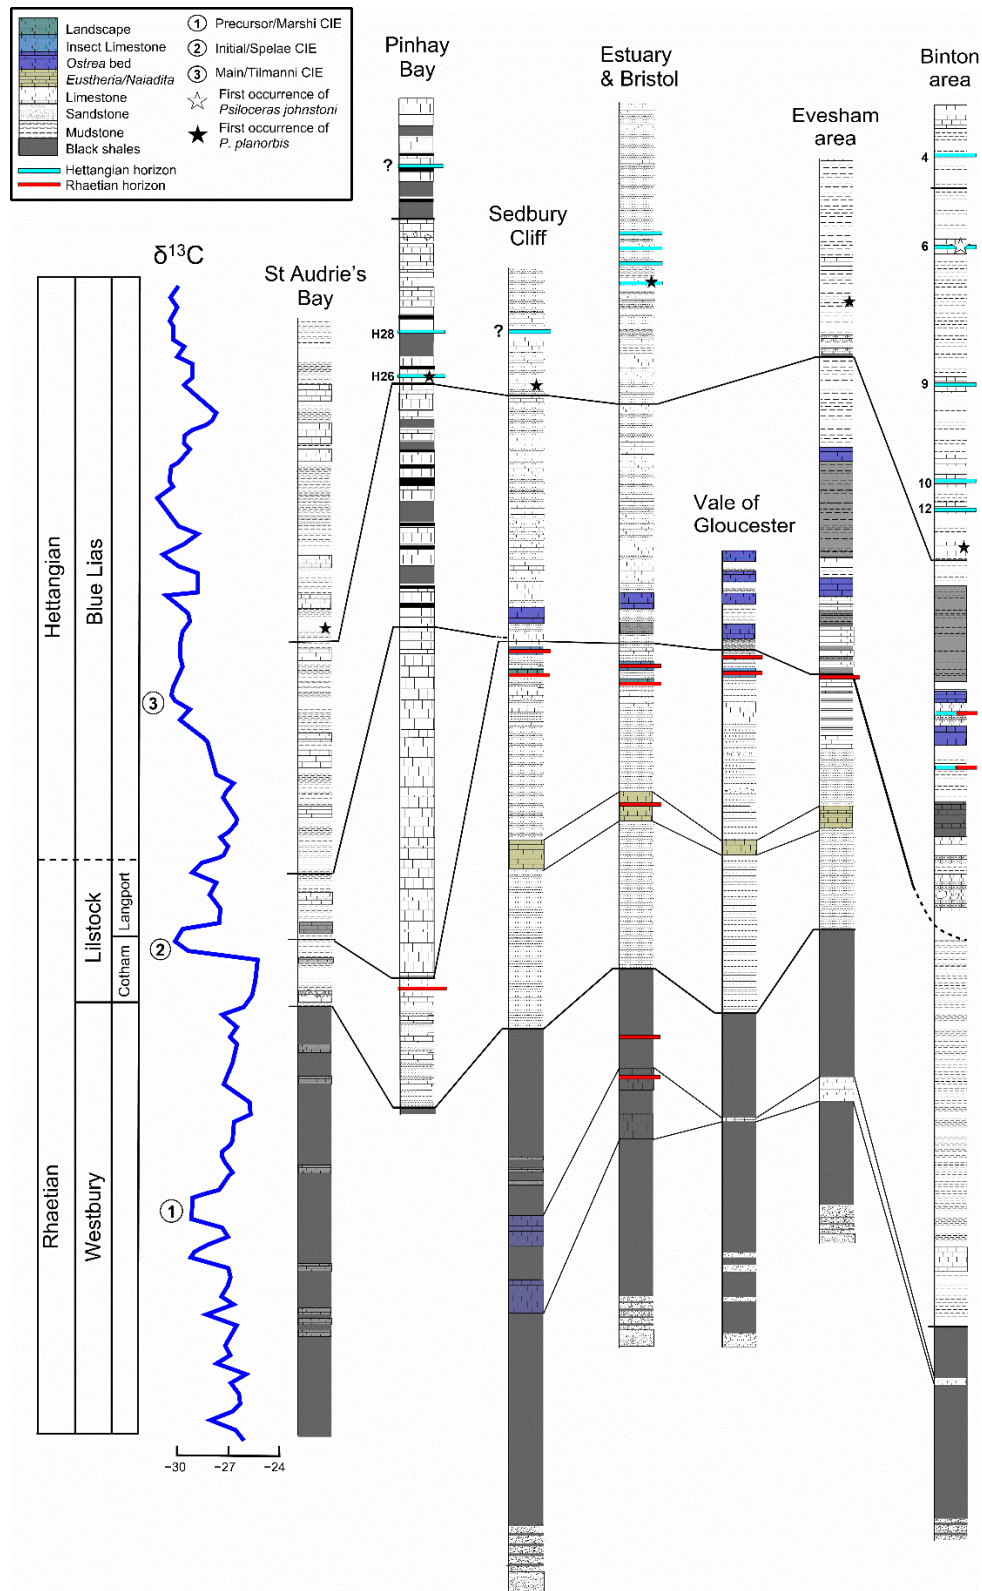 Landscape
Insect Limestone
Ostrea bed
Eustheria/Naiadita
Limestone
Sandstone
Mudstone
Black shales
Hettangian horizon
Rhaetian horizon
1 Precursor/Marshi CIE
2 Initial/Spelae CIE
3 Main/Tilmanni CIE
First occurrence of
Psiloceras johnstoni
First occurrence of
P. planorbis
Pinhay
Bay
Estuary
& Bristol
Binton
area
Evesham
area
Sedbury
Cliff
St Audrie's
Bay
Vale of
Gloucester
δ13C
Hettangian
Rhaetian
Blue Lias
Lilstock
Westbury
Langport
Cotham
3
2
1
−30
−27
−24
?
H28
H26
?
4
6
9
10
12